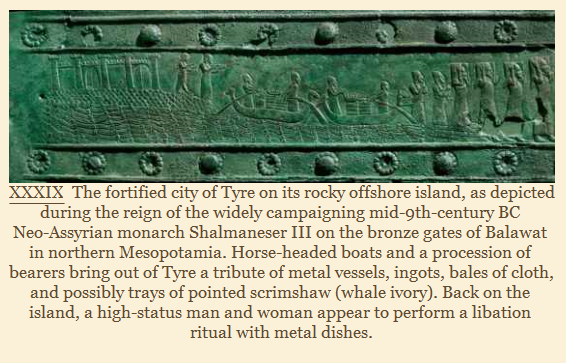 XXXIX The fortified city of Tyre on its rocky offshore island, as depicted
during the reign of the widely campaigning mid-9th-century BC
Neo-Assyrian monarch Shalmaneser III on the bronze gates of Balawat
in northern Mesopotamia. Horse-headed boats and a procession of
bearers bring out of Tyre a tribute of metal vessels, ingots, bales of cloth,
and possibly trays of pointed scrimshaw (whale ivory). Back on the
island, a high-status man and woman appear to perform a libation
ritual with metal dishes.